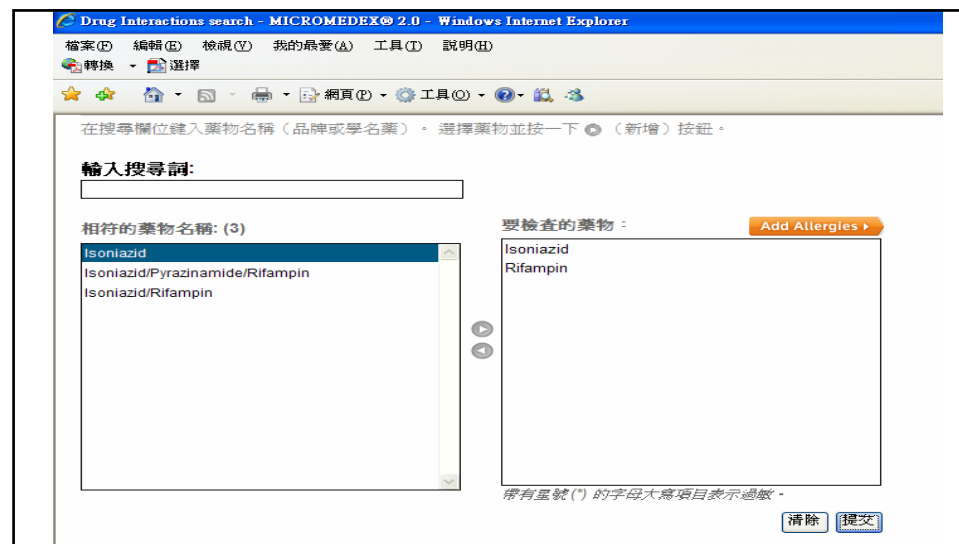 Drug Interactions search - MICROMEDEX® 2.0 - Windows Internet Explorer
檔案(F) 編輯(E) 檢視(V) 我的最愛(A) 工具(T) 說明(H)
轉換 選擇
網頁(P) 工具(O)
在搜尋欄位鍵入藥物名稱（品牌或學名藥）。 選擇藥物並按一下 （新增）按鈕。
輸入搜尋詞:
相符的藥物名稱: (3)
要檢查的藥物：
Add Allergies
Isoniazid
Isoniazid/Pyrazinamide/Rifampin
Isoniazid/Rifampin
Isoniazid
Rifampin
帶有星號(*) 的字母大寫項目表示過敏。
清除 提交